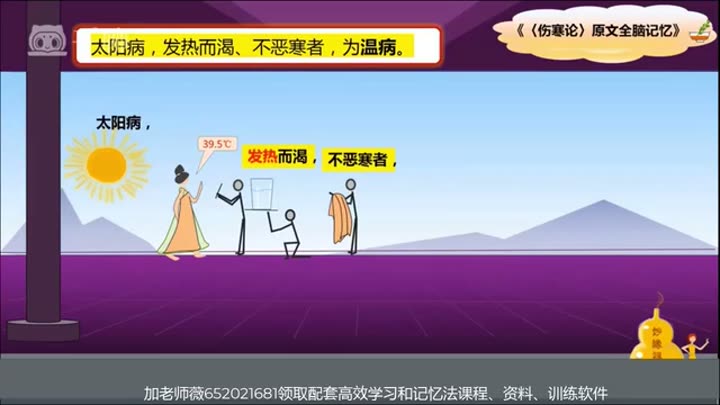 太阳病，发热而渴、不恶寒者，为温病。
《〈伤寒论〉原文全脑记忆》
太阳病，
39.5℃
发热而渴，
不恶寒者，
加老师薇652021681领取配套高效学习和记忆法课程、资料、训练软件